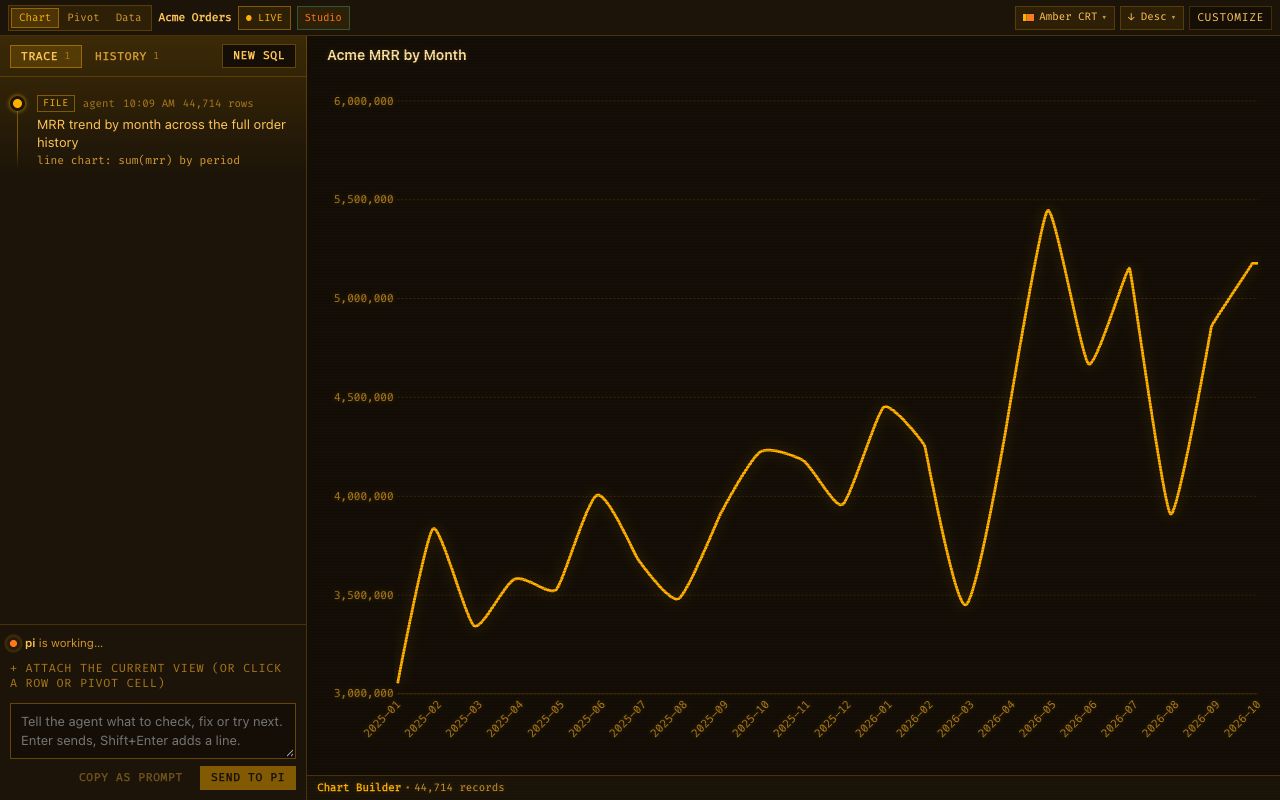 Chart Pivot Data Acme Orders ● LIVE Studio Amber CRT ▾ ↓ Desc ▾ CUSTOMIZE
TRACE 1 HISTORY 1 NEW SQL
FILE agent 10:09 AM 44,714 rows
MRR trend by month across the full order
history
line chart: sum(mrr) by period
pi is working...
+ ATTACH THE CURRENT VIEW (OR CLICK
A ROW OR PIVOT CELL)
Tell the agent what to check, fix or try next.
Enter sends, Shift+Enter adds a line.
COPY AS PROMPT SEND TO PI
Acme MRR by Month
6,000,000
5,500,000
5,000,000
4,500,000
4,000,000
3,500,000
3,000,000
2025-01 2025-02 2025-03 2025-04 2025-05 2025-06 2025-07 2025-08 2025-09 2025-10 2025-11 2025-12 2026-01 2026-02 2026-03 2026-04 2026-05 2026-06 2026-07 2026-08 2026-09 2026-10
Chart Builder • 44,714 records